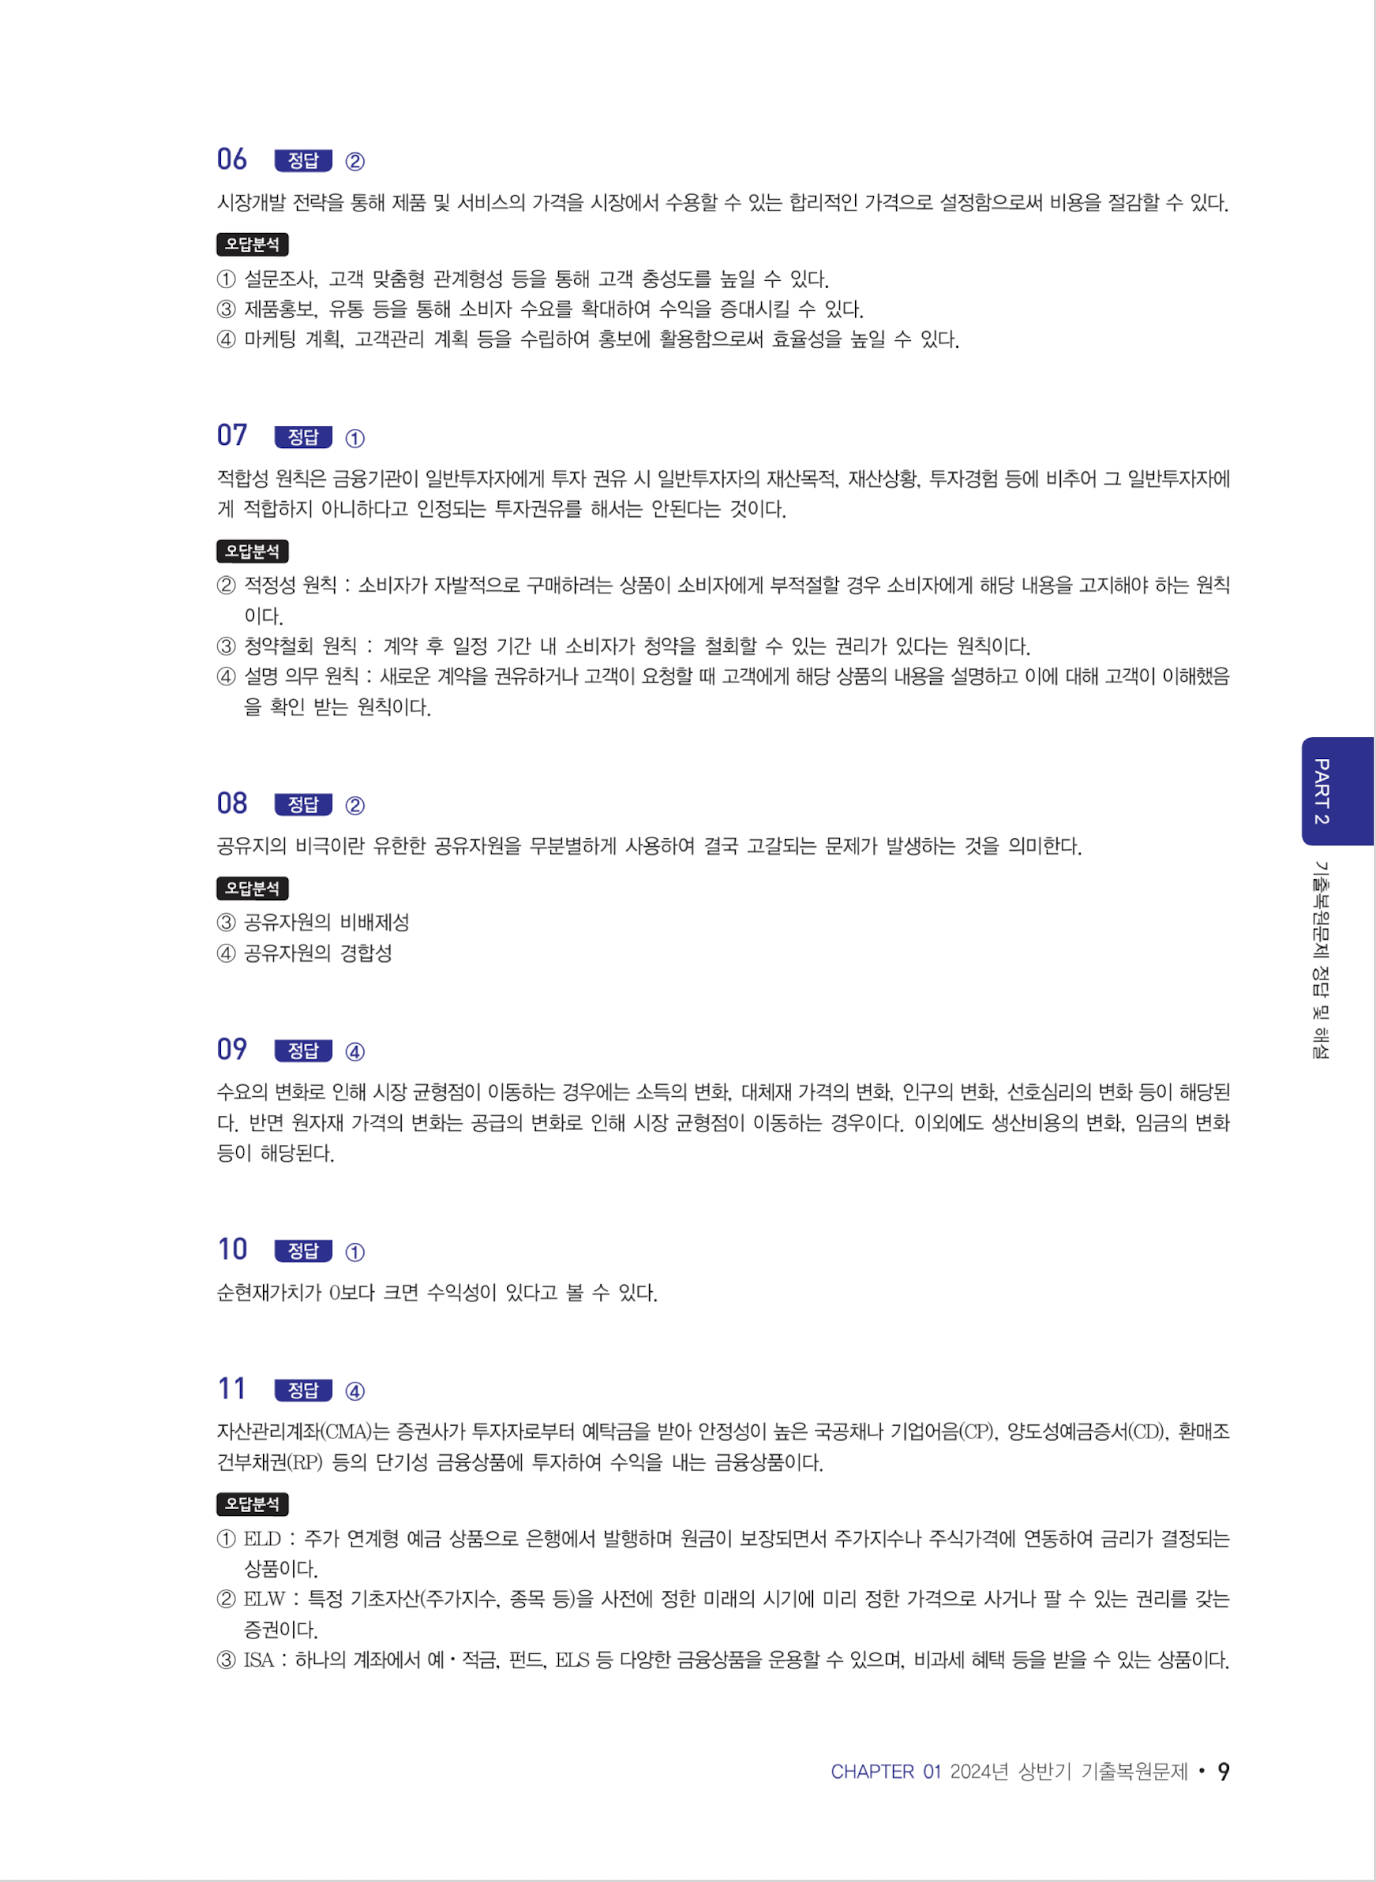 06 정답 ②
시장개발 전략을 통해 제품 및 서비스의 가격을 시장에서 수용할 수 있는 합리적인 가격으로 설정함으로써 비용을 절감할 수 있다.
오답분석
① 설문조사, 고객 맞춤형 관계형성 등을 통해 고객 충성도를 높일 수 있다.
③ 제품홍보, 유통 등을 통해 소비자 수요를 확대하여 수익을 증대시킬 수 있다.
④ 마케팅 계획, 고객관리 계획 등을 수립하여 홍보에 활용함으로써 효율성을 높일 수 있다.
07 정답 ①
적합성 원칙은 금융기관이 일반투자자에게 투자 권유 시 일반투자자의 재산목적, 재산상황, 투자경험 등에 비추어 그 일반투자자에
게 적합하지 아니하다고 인정되는 투자권유를 해서는 안된다는 것이다.
오답분석
② 적정성 원칙 : 소비자가 자발적으로 구매하려는 상품이 소비자에게 부적절할 경우 소비자에게 해당 내용을 고지해야 하는 원칙
이다.
③ 청약철회 원칙 : 계약 후 일정 기간 내 소비자가 청약을 철회할 수 있는 권리가 있다는 원칙이다.
④ 설명 의무 원칙 : 새로운 계약을 권유하거나 고객이 요청할 때 고객에게 해당 상품의 내용을 설명하고 이에 대해 고객이 이해했음
을 확인 받는 원칙이다.
08 정답 ②
공유지의 비극이란 유한한 공유자원을 무분별하게 사용하여 결국 고갈되는 문제가 발생하는 것을 의미한다.
오답분석
③ 공유자원의 비배제성
④ 공유자원의 경합성
09 정답 ④
수요의 변화로 인해 시장 균형점이 이동하는 경우에는 소득의 변화, 대체재 가격의 변화, 인구의 변화, 선호심리의 변화 등이 해당된
다. 반면 원자재 가격의 변화는 공급의 변화로 인해 시장 균형점이 이동하는 경우이다. 이외에도 생산비용의 변화, 임금의 변화
등이 해당된다.
10 정답 ①
순현재가치가 0보다 크면 수익성이 있다고 볼 수 있다.
11 정답 ④
자산관리계좌(CMA)는 증권사가 투자자로부터 예탁금을 받아 안정성이 높은 국공채나 기업어음(CP), 양도성예금증서(CD), 환매조
건부채권(RP) 등의 단기성 금융상품에 투자하여 수익을 내는 금융상품이다.
오답분석
① ELD : 주가 연계형 예금 상품으로 은행에서 발행하며 원금이 보장되면서 주가지수나 주식가격에 연동하여 금리가 결정되는
상품이다.
② ELW : 특정 기초자산(주가지수, 종목 등)을 사전에 정한 미래의 시기에 미리 정한 가격으로 사거나 팔 수 있는 권리를 갖는
증권이다.
③ ISA : 하나의 계좌에서 예・적금, 펀드, ELS 등 다양한 금융상품을 운용할 수 있으며, 비과세 혜택 등을 받을 수 있는 상품이다.
PART 2
기출복원문제 정답 및 해설
CHAPTER 01 2024년 상반기 기출복원문제 • 9